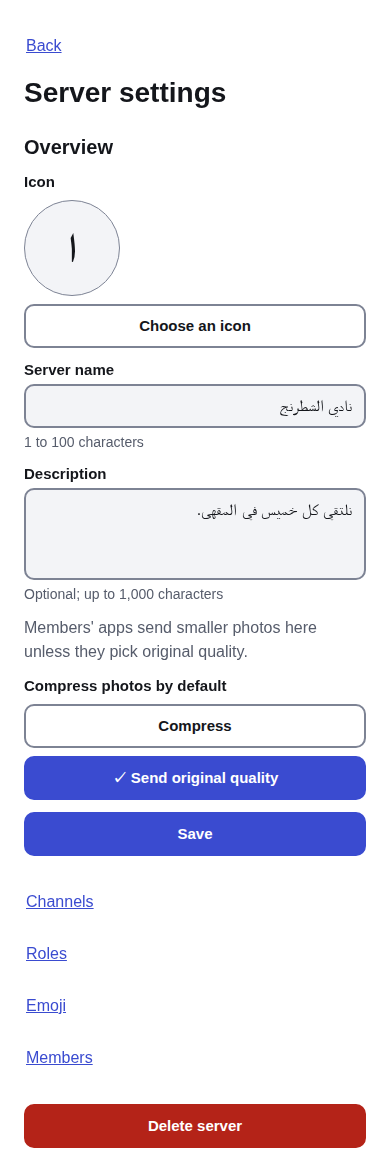 Back
Server settings
Overview
Icon
ا
Choose an icon
Server name
نادي الشطرنج
1 to 100 characters
Description
نلتقي كل خميس في المقهى.
Optional; up to 1,000 characters
Members' apps send smaller photos here
unless they pick original quality.
Compress photos by default
Compress
✓ Send original quality
Save
Channels
Roles
Emoji
Members
Delete server